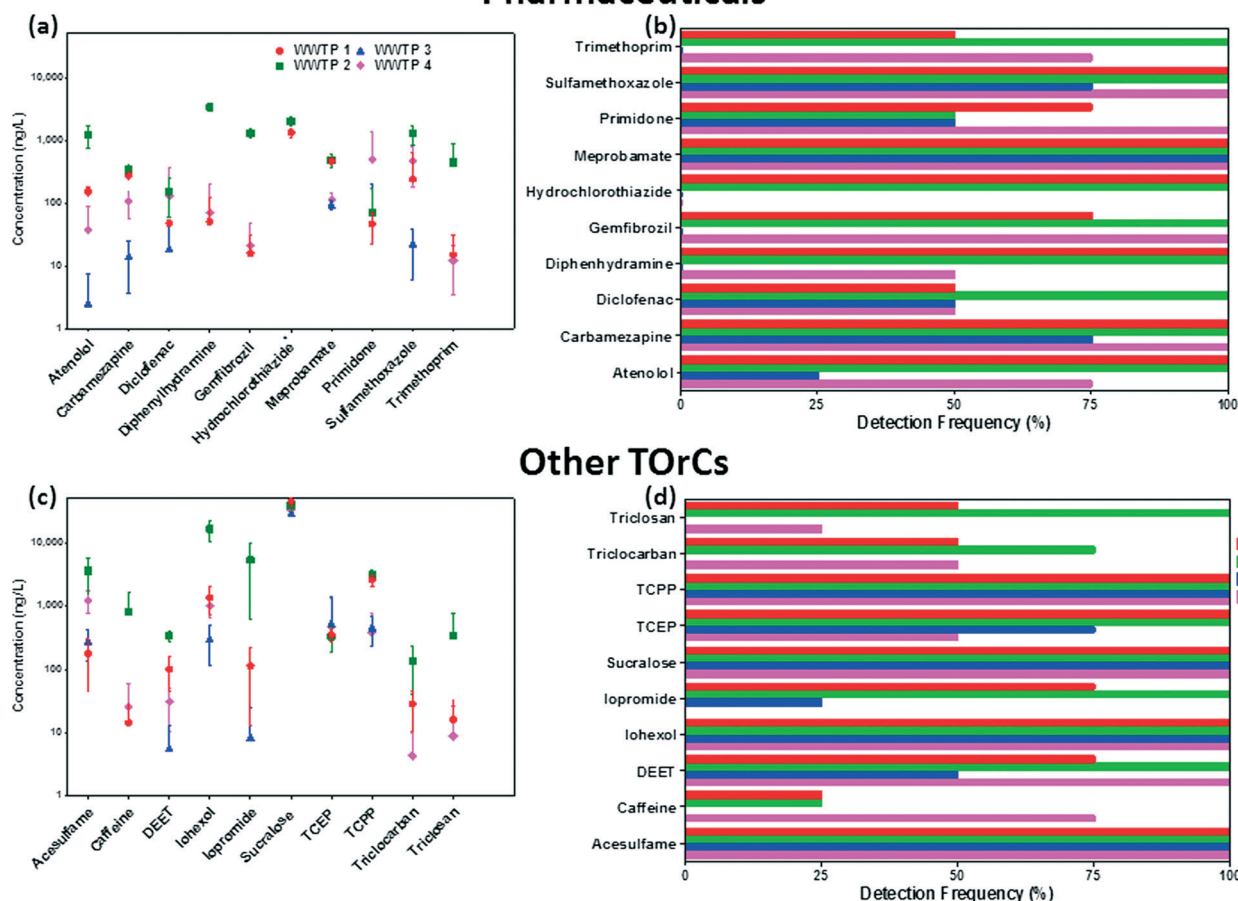 Pharmaceuticals
(a)
WWTP 1
WWTP 3
WWTP 2
WWTP 4
Concentration (ng/L)
10,000
1,000
100
10
1
Atenolol
Carbamezapine
Diclofenac
Diphenylhydramine
Gemfibrozil
Hydrochlorothiazide*
Meprobamate
Primidone
Sulfamethoxazole
Trimethoprim
(b)
Trimethoprim
Sulfamethoxazole
Primidone
Meprobamate
Hydrochlorothiazide
Gemfibrozil
Diphenhydramine
Diclofenac
Carbamezapine
Atenolol
0
25
50
75
100
Detection Frequency (%)
Other TOrCs
(c)
Concentration (ng/L)
10,000
1,000
100
10
1
Acesulfame
Caffeine
DEET
Iohexol
Iopromide
Sucralose
TCEP
TCPP
Triclocarban
Triclosan
(d)
Triclosan
Triclocarban
TCPP
TCEP
Sucralose
Iopromide
Iohexol
DEET
Caffeine
Acesulfame
0
25
50
75
100
Detection Frequency (%)